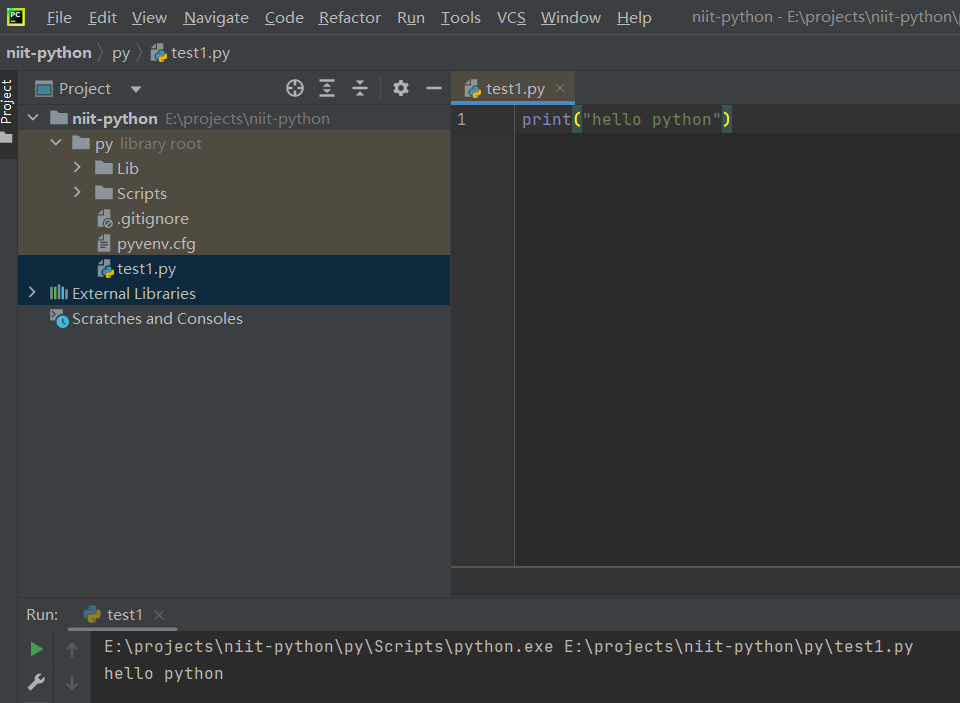 PC File Edit View Navigate Code Refactor Run Tools VCS Window Help niit-python - E:\projects\niit-python\
niit-python py test1.py
Project
Project
test1.py
niit-python E:\projects\niit-python
py library root
Lib
Scripts
.gitignore
pyvenv.cfg
test1.py
External Libraries
Scratches and Consoles
1 print("hello python")
Run: test1
E:\projects\niit-python\py\Scripts\python.exe E:\projects\niit-python\py\test1.py
hello python